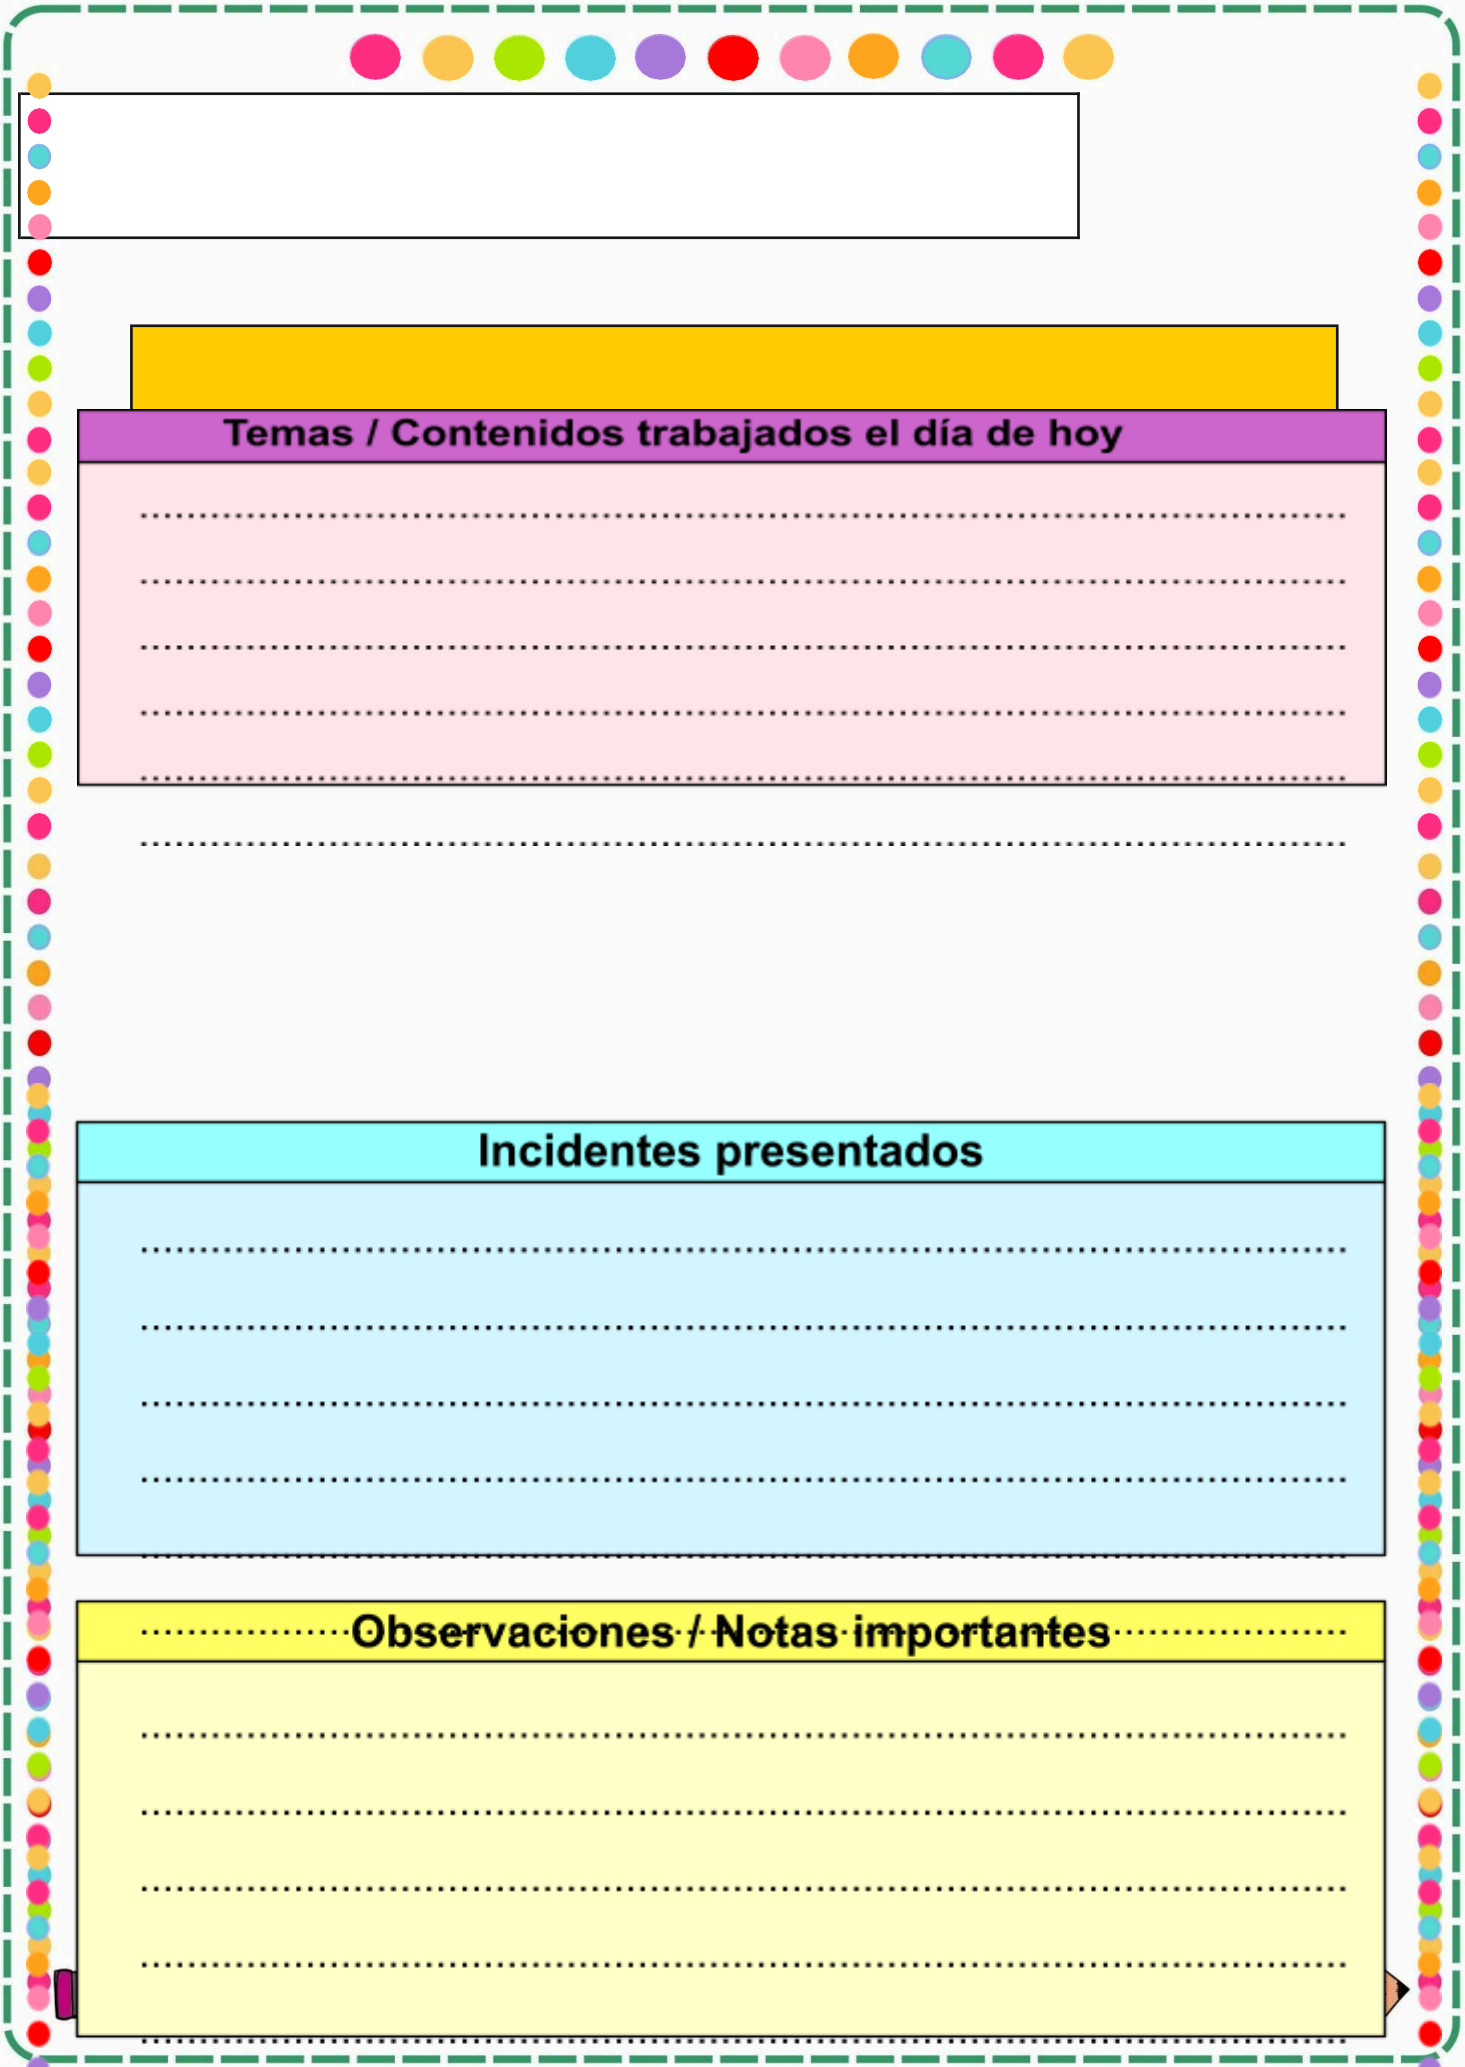 Temas / Contenidos trabajados el día de hoy
Incidentes presentados
Observaciones / Notas importantes